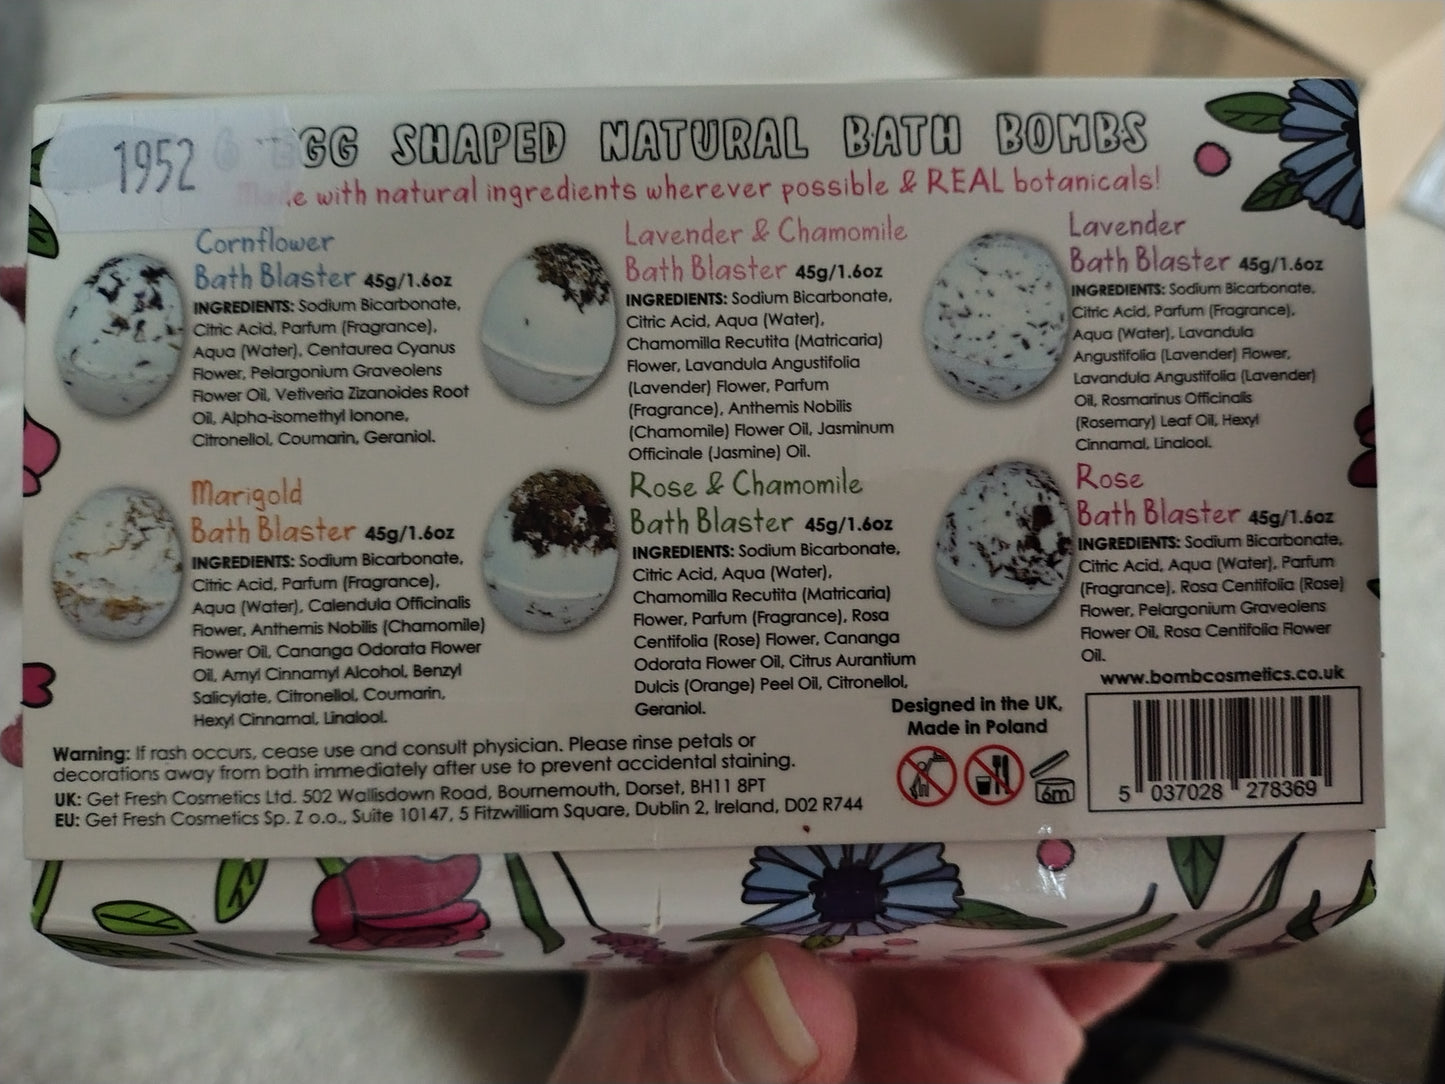 1952
6 EGG SHAPED NATURAL BATH BOMBS
Made with natural ingredients wherever possible & REAL botanicals!
Cornflower
Bath Blaster 45g/1.6oz
INGREDIENTS: Sodium Bicarbonate,
Citric Acid, Parfum (Fragrance),
Aqua (Water), Centaurea Cyanus
Flower, Pelargonium Graveolens
Flower Oil, Vetiveria Zizanoides Root
Oil, Alpha-isomethyl Ionone,
Citronellol, Coumarin, Geraniol.
Lavender & Chamomile
Bath Blaster 45g/1.6oz
INGREDIENTS: Sodium Bicarbonate,
Citric Acid, Aqua (Water),
Chamomilla Recutita (Matricaria)
Flower, Lavandula Angustifolia
(Lavender) Flower, Parfum
(Fragrance), Anthemis Nobilis
(Chamomile) Flower Oil, Jasminum
Officinale (Jasmine) Oil.
Lavender
Bath Blaster 45g/1.6oz
INGREDIENTS: Sodium Bicarbonate,
Citric Acid, Parfum (Fragrance),
Aqua (Water), Lavandula
Angustifolia (Lavender) Flower,
Lavandula Angustifolia (Lavender)
Oil, Rosmarinus Officinalis
(Rosemary) Leaf Oil, Hexyl
Cinnamal, Linalool.
Marigold
Bath Blaster 45g/1.6oz
INGREDIENTS: Sodium Bicarbonate,
Citric Acid, Parfum (Fragrance),
Aqua (Water), Calendula Officinalis
Flower, Anthemis Nobilis (Chamomile)
Flower Oil, Cananga Odorata Flower
Oil, Amyl Cinnamyl Alcohol, Benzyl
Salicylate, Citronellol, Coumarin,
Hexyl Cinnamal, Linalool.
Rose & Chamomile
Bath Blaster 45g/1.6oz
INGREDIENTS: Sodium Bicarbonate,
Citric Acid, Aqua (Water),
Chamomilla Recutita (Matricaria)
Flower, Parfum (Fragrance), Rosa
Centifolia (Rose) Flower, Cananga
Odorata Flower Oil, Citrus Aurantium
Dulcis (Orange) Peel Oil, Citronellol,
Geraniol.
Rose
Bath Blaster 45g/1.6oz
INGREDIENTS: Sodium Bicarbonate,
Citric Acid, Aqua (Water), Parfum
(Fragrance), Rosa Centifolia (Rose)
Flower, Pelargonium Graveolens
Flower Oil, Rosa Centifolia Flower
Oil.
www.bombcosmetics.co.uk
Designed in the UK,
Made in Poland
Warning: If rash occurs, cease use and consult physician. Please rinse petals or
decorations away from bath immediately after use to prevent accidental staining.
UK: Get Fresh Cosmetics Ltd. 502 Wallisdown Road, Bournemouth, Dorset, BH11 8PT
EU: Get Fresh Cosmetics Sp. Z o.o., Suite 10147, 5 Fitzwilliam Square, Dublin 2, Ireland, D02 R744
6m
5 037028 278369